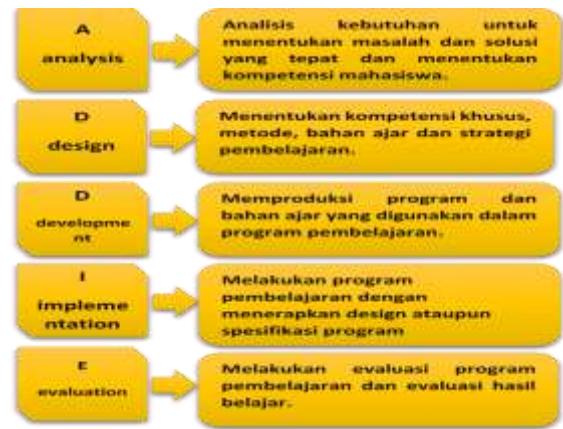 A
analysis
Analisis kebutuhan untuk
menentukan masalah dan solusi
yang tepat dan menentukan
kompetensi mahasiswa.
D
design
Menentukan kompetensi khusus,
metode, bahan ajar dan strategi
pembelajaran.
D
developme
nt
Memproduksi program dan
bahan ajar yang digunakan dalam
program pembelajaran.
I
impleme
ntation
Melakukan program
pembelajaran dengan
menerapkan design ataupun
spesifikasi program
E
evaluation
Melakukan evaluasi program
pembelajaran dan evaluasi hasil
belajar.